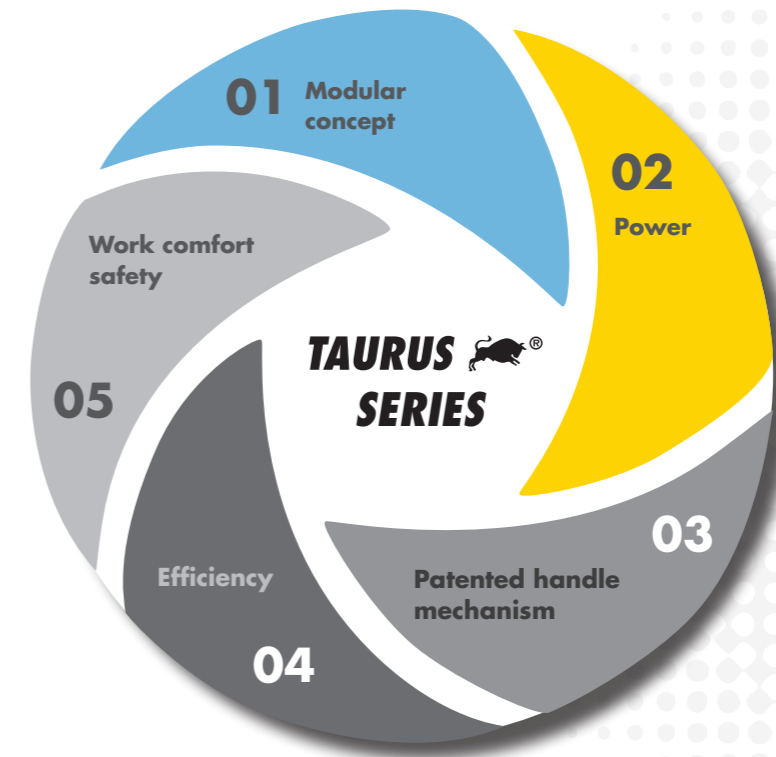 01 Modular
concept
02
Power
03
Patented handle
mechanism
Efficiency
04
Work comfort
safety
05
TAURUS ®
SERIES